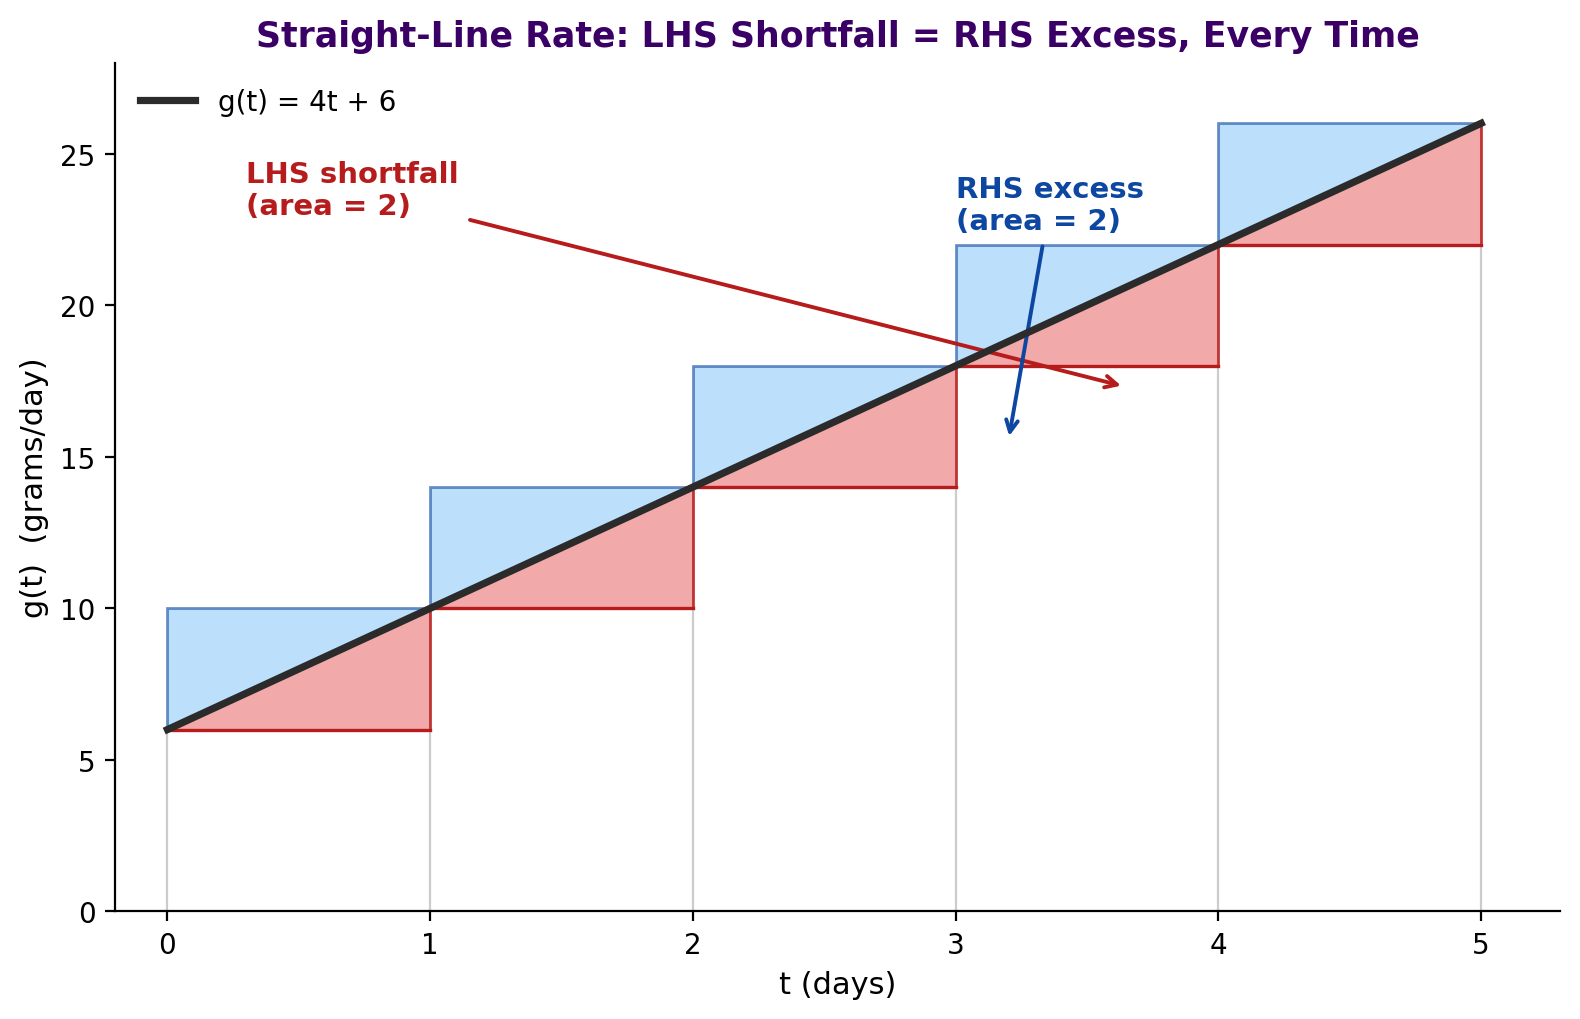 Straight-Line Rate: LHS Shortfall = RHS Excess, Every Time
g(t) = 4t + 6
LHS shortfall
(area = 2)
RHS excess
(area = 2)
g(t) (grams/day)
25
20
15
10
5
0
0 1 2 3 4 5
t (days)